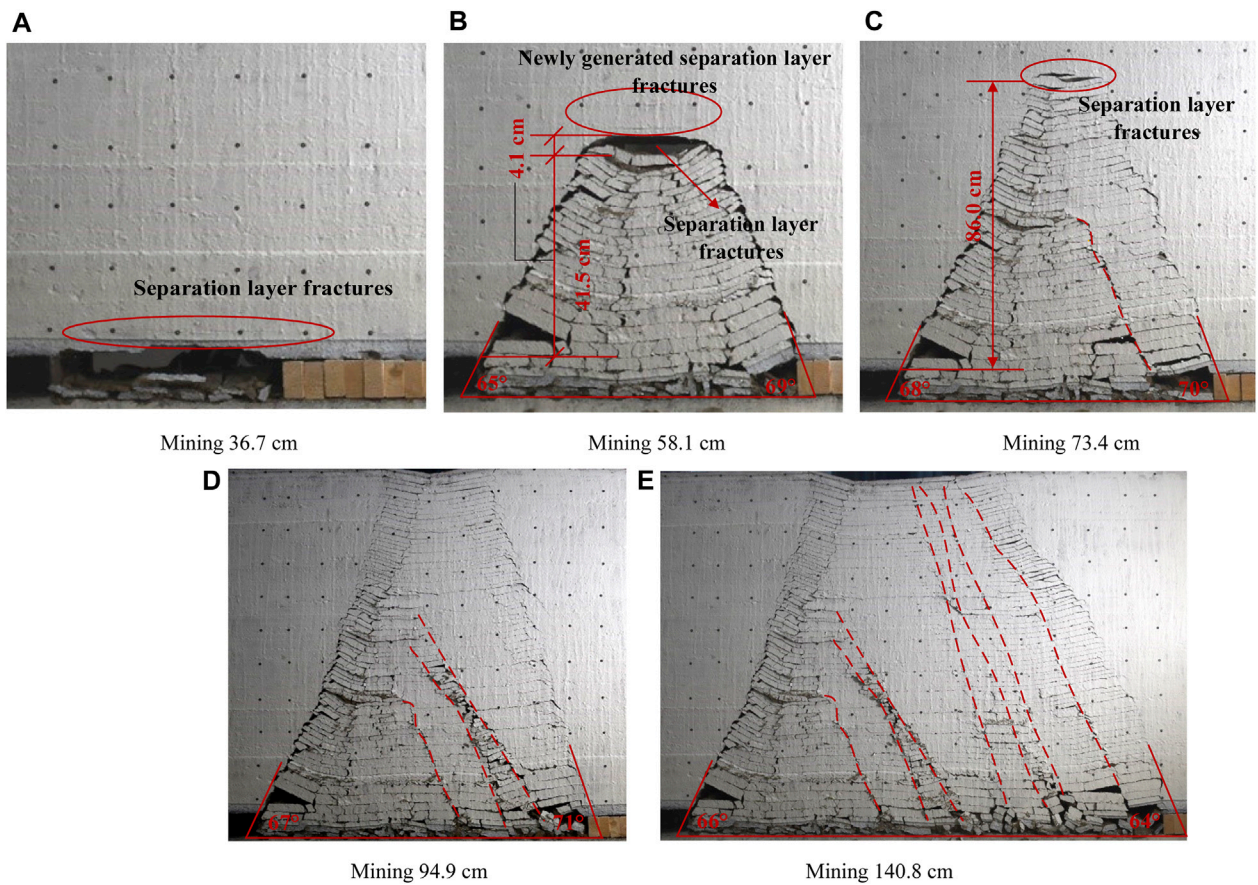 A
Separation layer fractures
Mining 36.7 cm
B
Newly generated separation layer
fractures
4.1 cm
Separation layer
fractures
41.5 cm
65°
69°
Mining 58.1 cm
C
Separation layer
fractures
86.0 cm
68°
70°
Mining 73.4 cm
D
67°
71°
Mining 94.9 cm
E
66°
64°
Mining 140.8 cm